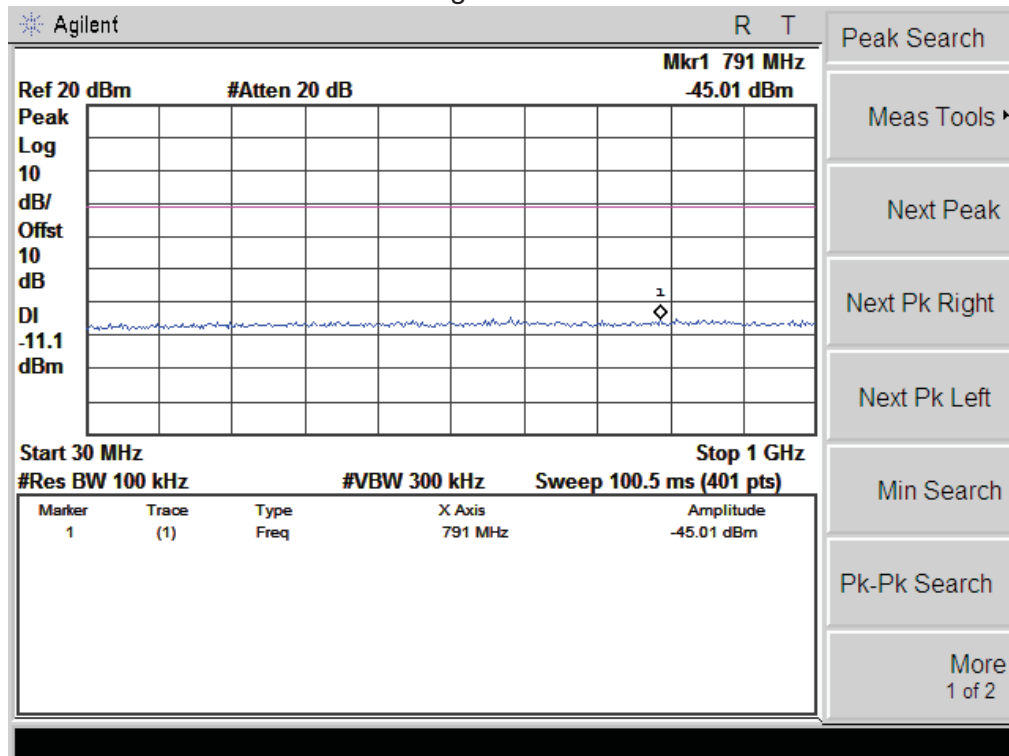 Agilent
R T
Mkr1 791 MHz
Ref 20 dBm #Atten 20 dB -45.01 dBm
Peak
Log
10
dB/
Offst
10
dB
DI
-11.1
dBm
1
Start 30 MHz Stop 1 GHz
#Res BW 100 kHz #VBW 300 kHz Sweep 100.5 ms (401 pts)
Marker Trace Type X Axis Amplitude
1 (1) Freq 791 MHz -45.01 dBm
Peak Search
Meas Tools
Next Peak
Next Pk Right
Next Pk Left
Min Search
Pk-Pk Search
More
1 of 2